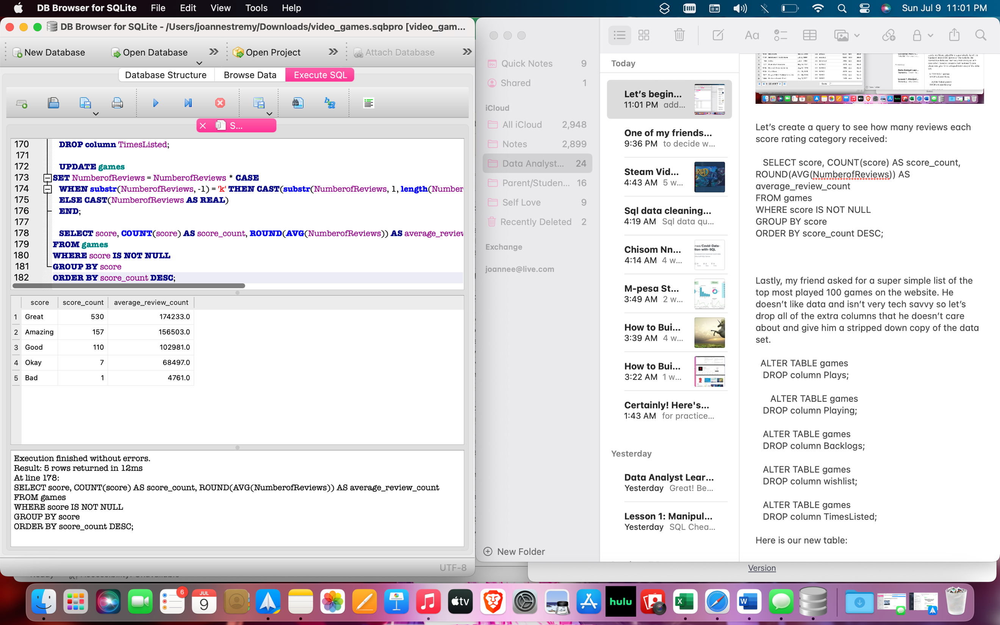 DB Browser for SQLite File Edit View Tools Help Sun Jul 9 11:01 PM
DB Browser for SQLite - /Users/joannestremy/Downloads/video_games.sqbpro [video_gam...
New Database Open Database Open Project Attach Database
Database Structure Browse Data Execute SQL
S...
170 DROP column TimesListed;
171
172 UPDATE games
173 SET NumberofReviews = NumberofReviews * CASE
174 WHEN substr(NumberofReviews, -1) = 'k' THEN CAST(substr(NumberofReviews, 1, length(Number
175 ELSE CAST(NumberofReviews AS REAL)
176 END;
177
178 SELECT score, COUNT(score) AS score_count, ROUND(AVG(NumberofReviews)) AS average_review
179 FROM games
180 WHERE score IS NOT NULL
181 GROUP BY score
182 ORDER BY score_count DESC;
score score_count average_review_count
1 Great 530 174233.0
2 Amazing 157 156503.0
3 Good 110 102981.0
4 Okay 7 68497.0
5 Bad 1 4761.0
Execution finished without errors.
Result: 5 rows returned in 12ms
At line 178:
SELECT score, COUNT(score) AS score_count, ROUND(AVG(NumberofReviews)) AS average_review_count
FROM games
WHERE score IS NOT NULL
GROUP BY score
ORDER BY score_count DESC;
UTF-8
Quick Notes 9
Shared 1
iCloud
All iCloud 2,948
Notes 2,899
Data Analyst... 24
Parent/Studen... 16
Self Love 9
Recently Deleted 2
Exchange
joannee@live.com
New Folder
Today
Let's begin...
11:01 PM add...
One of my friends...
9:36 PM to decide w...
Steam Vid...
4:43 AM 5 w...
Sql data cleaning...
4:19 AM Sql data qu...
Chisom Nn...
4:14 AM 4 w...
M-pesa St...
3:49 AM 2 w...
How to Bui...
3:39 AM 4 w...
How to Bui...
3:22 AM 1 w...
Certainly! Here's...
1:43 AM for practice...
Yesterday
Data Analyst Lear...
Yesterday Great! Be...
Lesson 1: Manipul...
Yesterday SQL Chea...
Aa
Let's create a query to see how many reviews each
score rating category received:
SELECT score, COUNT(score) AS score_count,
ROUND(AVG(NumberofReviews)) AS
average_review_count
FROM games
WHERE score IS NOT NULL
GROUP BY score
ORDER BY score_count DESC;
Lastly, my friend asked for a super simple list of the
top most played 100 games on the website. He
doesn't like data and isn't very tech savvy so let's
drop all of the extra columns that he doesn't care
about and give him a stripped down copy of the data
set.
ALTER TABLE games
DROP column Plays;
ALTER TABLE games
DROP column Playing;
ALTER TABLE games
DROP column Backlogs;
ALTER TABLE games
DROP column wishlist;
ALTER TABLE games
DROP column TimesListed;
Here is our new table:
Version
6
JUL
9
tv
hulu
X
W